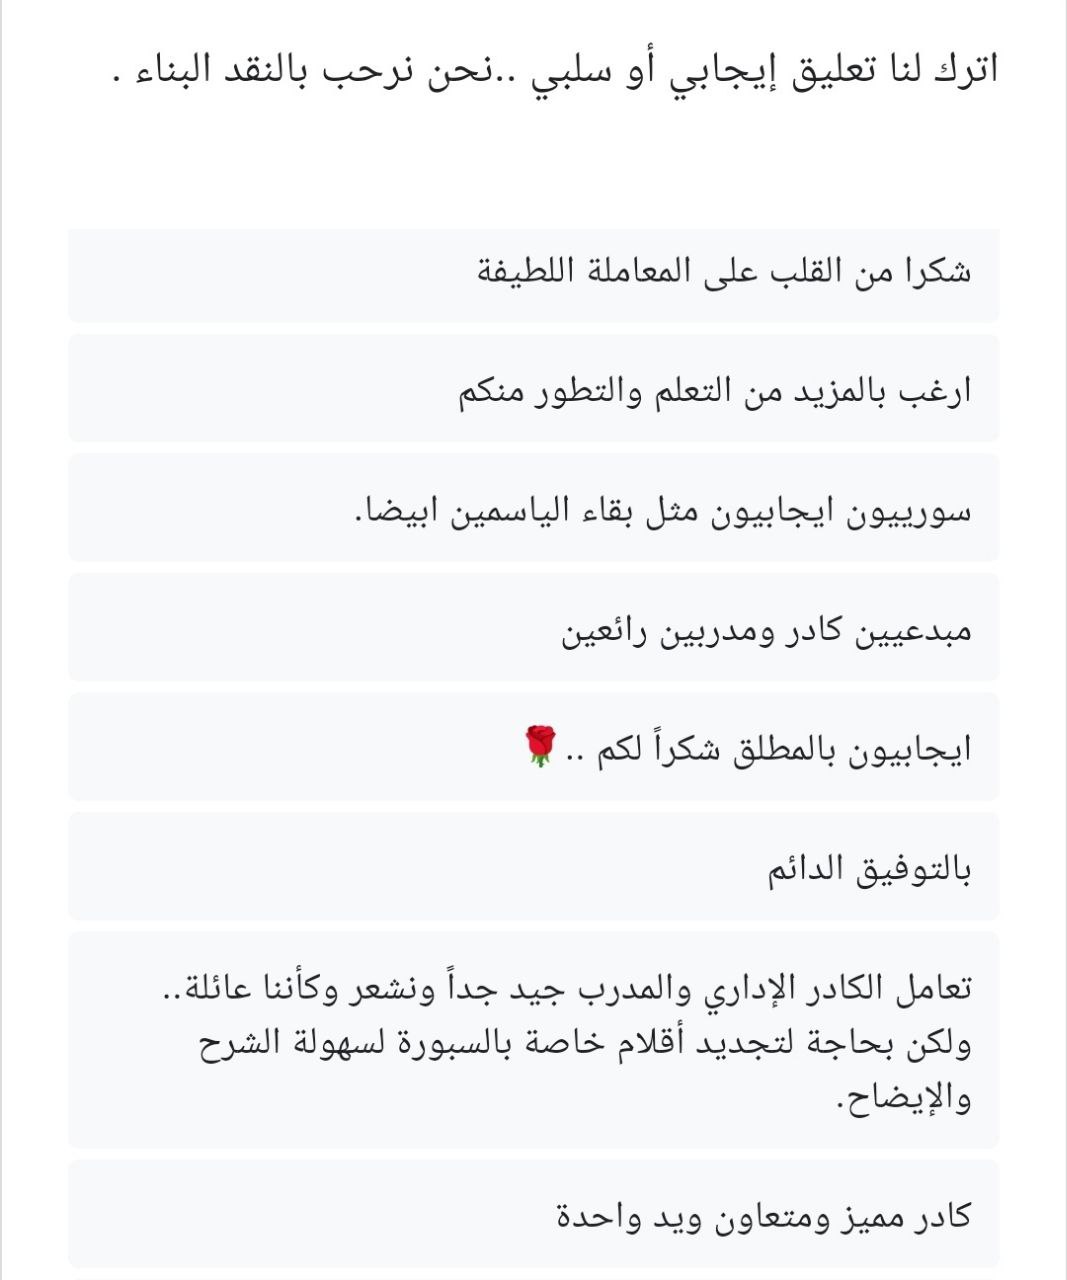 اترك لنا تعليق إيجابي أو سلبي ..نحن نرحب بالنقد البناء .
شكرا من القلب على المعاملة اللطيفة
ارغب بالمزيد من التعلم والتطور منكم
سورييون ايجابيون مثل بقاء الياسمين ابيضا.
مبدعيين كادر ومدربين رائعين
ايجابيون بالمطلق شكراً لكم ..🌹
بالتوفيق الدائم
تعامل الكادر الإداري والمدرب جيد جداً ونشعر وكأننا عائلة..
ولكن بحاجة لتجديد أقلام خاصة بالسبورة لسهولة الشرح
والإيضاح.
كادر مميز ومتعاون ويد واحدة